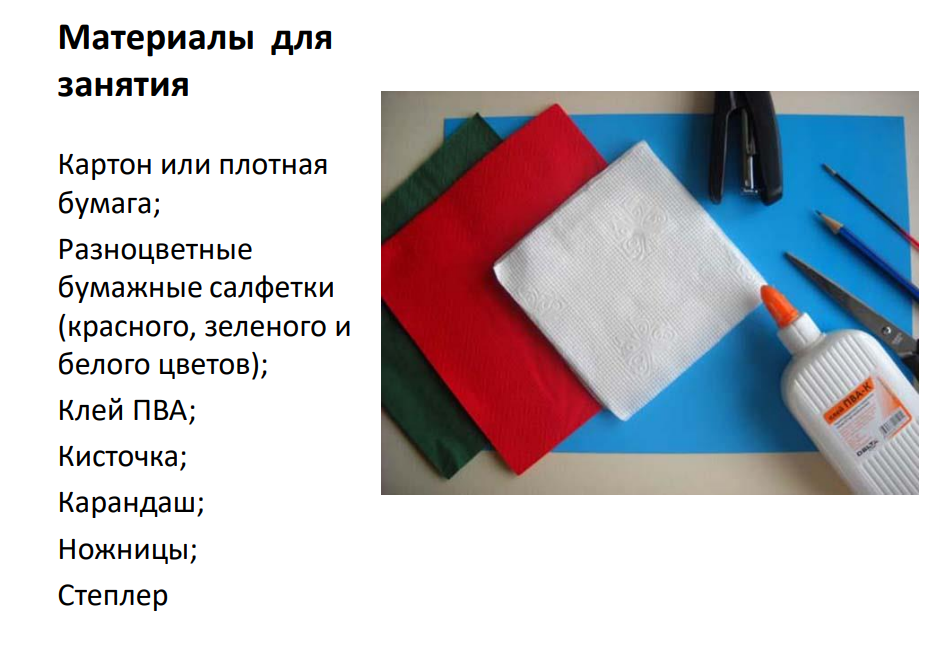 Материалы для
занятия
Картон или плотная
бумага;
Разноцветные
бумажные салфетки
(красного, зеленого и
белого цветов);
Клей ПВА;
Кисточка;
Карандаш;
Ножницы;
Степлер
клей ПВА-К